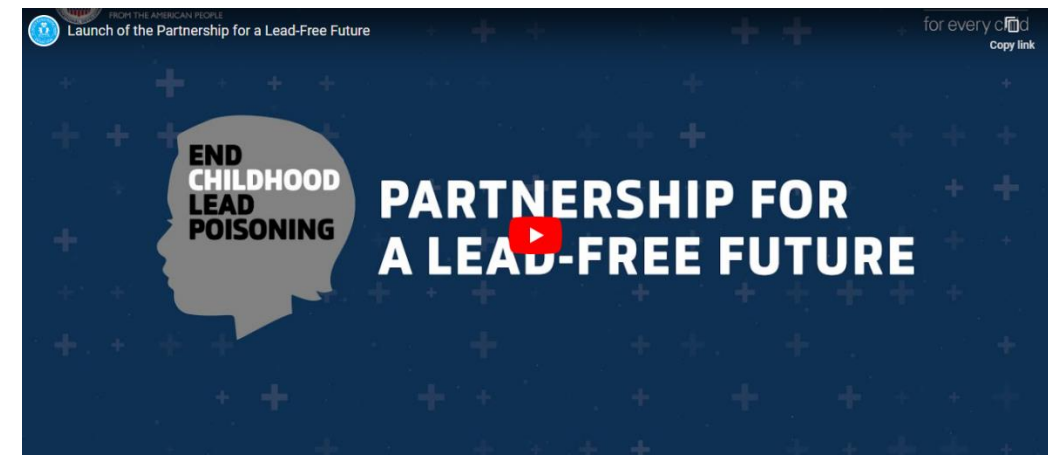 FROM THE AMERICAN PEOPLE
Launch of the Partnership for a Lead-Free Future
for every
Copy link
END
CHILDHOOD
LEAD
POISONING
PARTNERSHIP FOR
A LEAD-FREE FUTURE